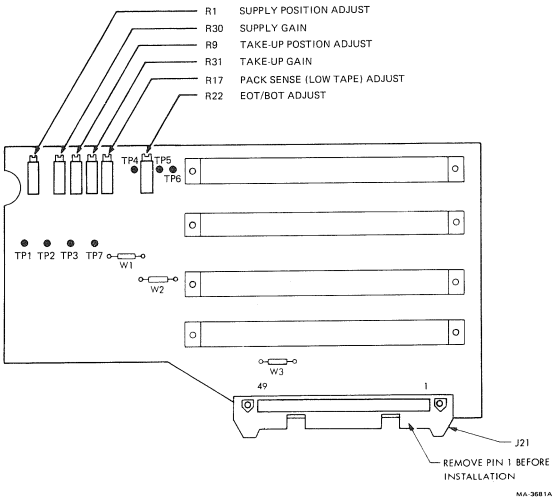 R1 SUPPLY POSITION ADJUST
R30 SUPPLY GAIN
R9 TAKE-UP POSTION ADJUST
R31 TAKE-UP GAIN
R17 PACK SENSE (LOW TAPE) ADJUST
R22 EOT/BOT ADJUST
TP4 TP5
TP6
TP1 TP2 TP3 TP7
W1
W2
W3
49 1
J21
REMOVE PIN 1 BEFORE
INSTALLATION
MA-3681A